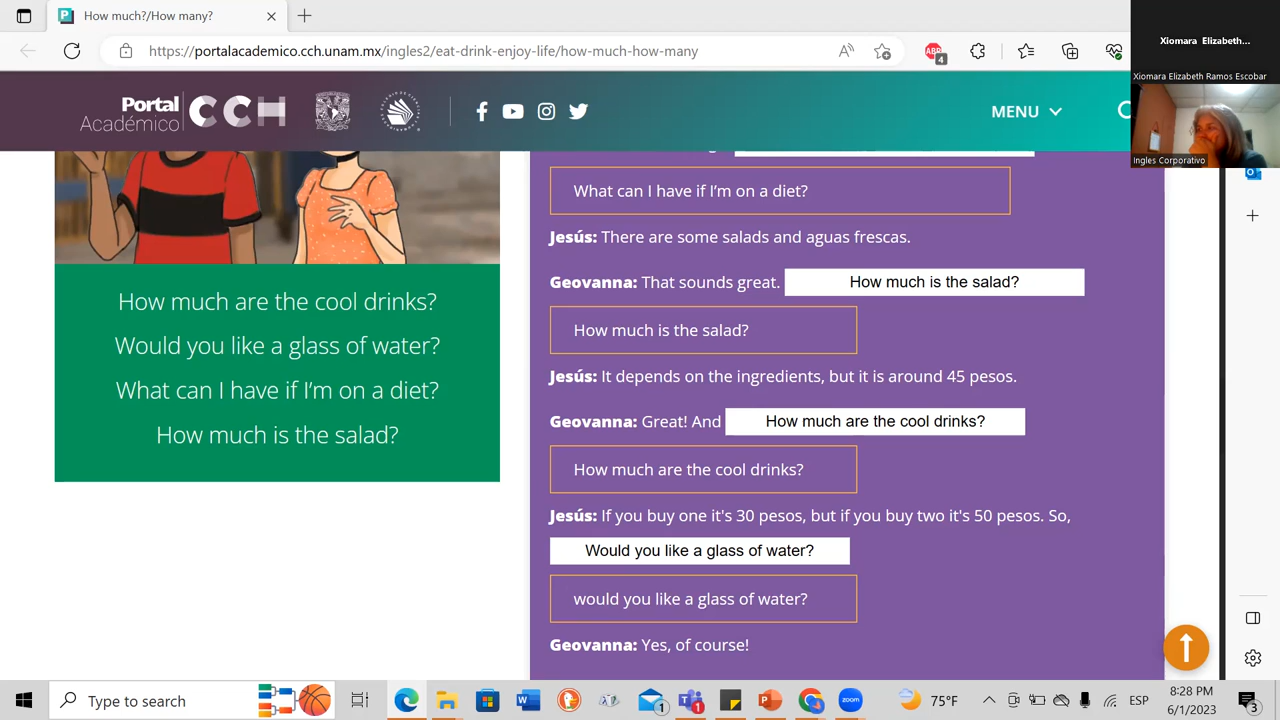 How much?/How many?
https://portalacademico.cch.unam.mx/ingles2/eat-drink-enjoy-life/how-much-how-many
ABP
4
Xiomara Elizabeth...
Xiomara Elizabeth Ramos Escobar
Ingles Corporativo
Portal
Académico
CCH
MENU
What can I have if I'm on a diet?
Jesús: There are some salads and aguas frescas.
Geovanna: That sounds great. How much is the salad?
How much is the salad?
Jesús: It depends on the ingredients, but it is around 45 pesos.
Geovanna: Great! And How much are the cool drinks?
How much are the cool drinks?
Jesús: If you buy one it's 30 pesos, but if you buy two it's 50 pesos. So,
Would you like a glass of water?
would you like a glass of water?
Geovanna: Yes, of course!
How much are the cool drinks?
Would you like a glass of water?
What can I have if I'm on a diet?
How much is the salad?
Type to search
1
1
zoom
75°F
ESP
8:28 PM
6/1/2023
3